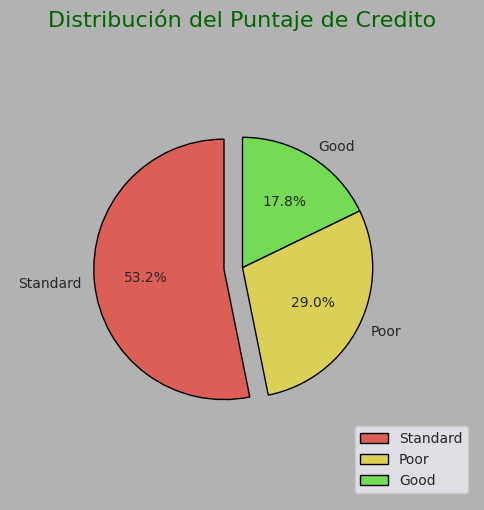 Distribución del Puntaje de Credito
Good
17.8%
Standard
53.2%
29.0%
Poor
Standard
Poor
Good